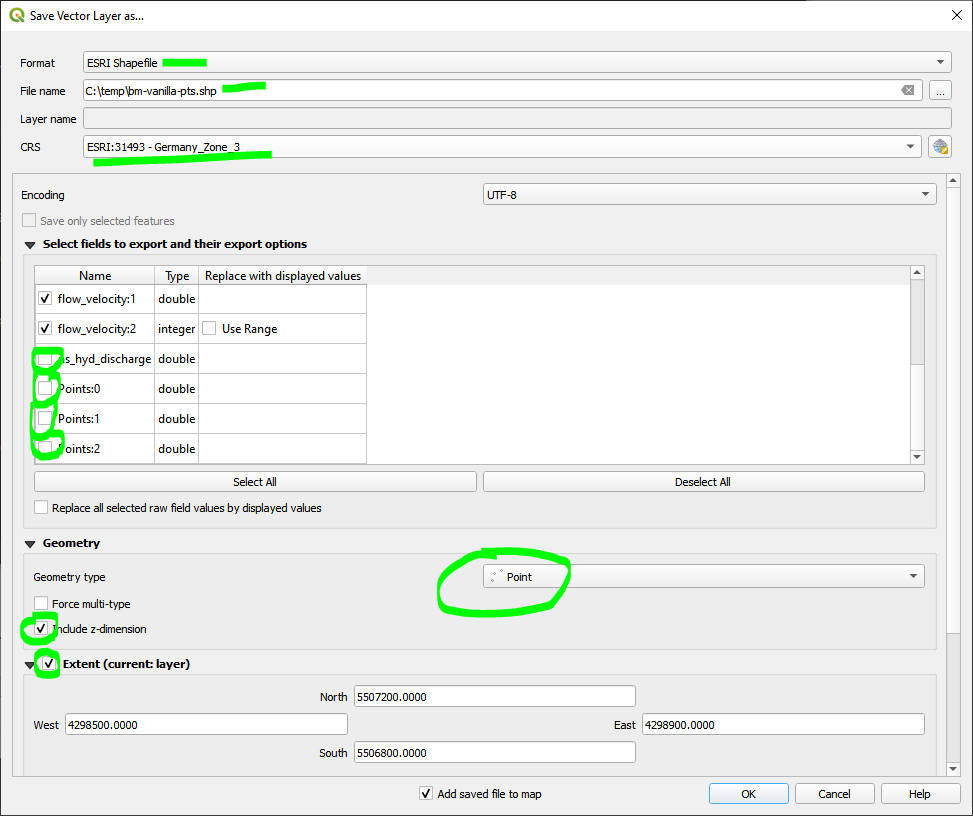 Save Vector Layer as...
Format ESRI Shapefile
File name C:\temp\bm-vanilla-pts.shp ...
Layer name
CRS ESRI:31493 - Germany_Zone_3
Encoding UTF-8
Save only selected features
Select fields to export and their export options
Name Type Replace with displayed values
flow_velocity:1 double
flow_velocity:2 integer Use Range
us_hyd_discharge double
Points:0 double
Points:1 double
Points:2 double
Select All Deselect All
Replace all selected raw field values by displayed values
Geometry
Geometry type Point
Force multi-type
Include z-dimension
Extent (current: layer)
North 5507200.0000
West 4298500.0000 East 4298900.0000
South 5506800.0000
Add saved file to map OK Cancel Help